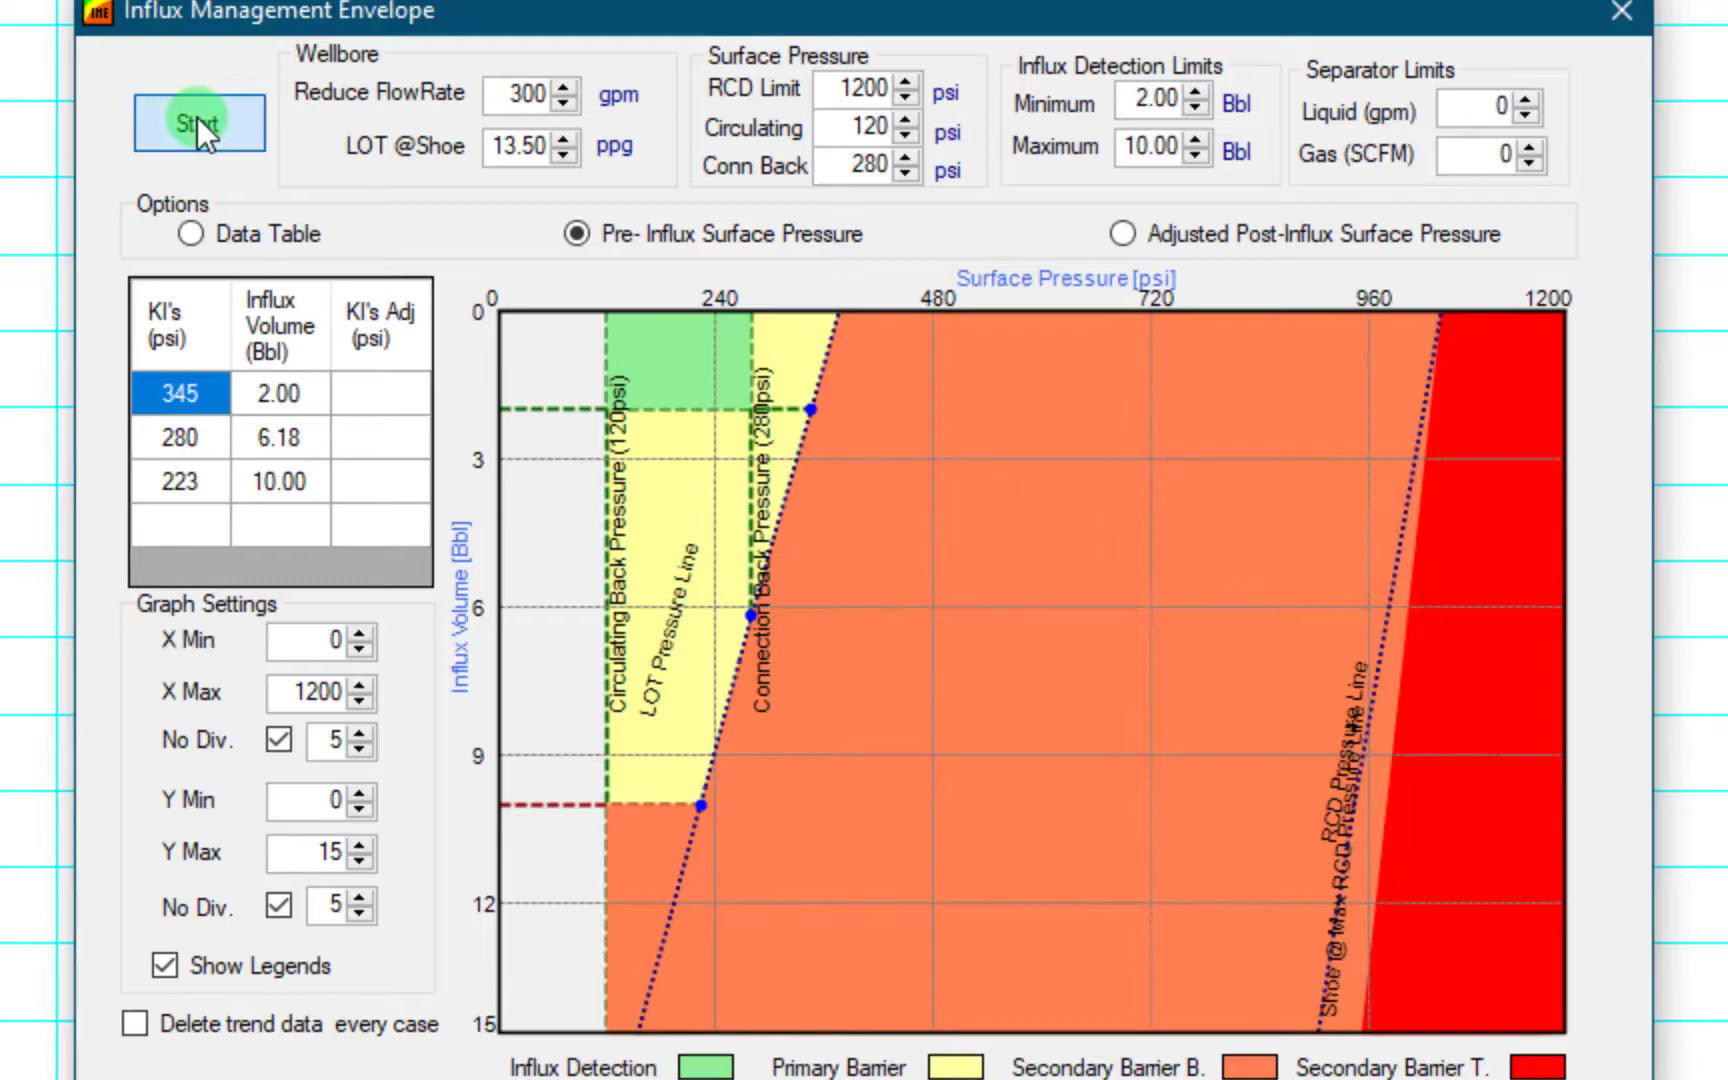 IME Influx Management Envelope
Start
Wellbore
Reduce FlowRate 300 gpm
LOT @Shoe 13.50 ppg
Surface Pressure
RCD Limit 1200 psi
Circulating 120 psi
Conn Back 280 psi
Influx Detection Limits
Minimum 2.00 Bbl
Maximum 10.00 Bbl
Separator Limits
Liquid (gpm) 0
Gas (SCFM) 0
Options
Data Table
Pre- Influx Surface Pressure
Adjusted Post-Influx Surface Pressure
KI's (psi)
Influx Volume (Bbl)
KI's Adj (psi)
345 2.00
280 6.18
223 10.00
Graph Settings
X Min 0
X Max 1200
No Div. 5
Y Min 0
Y Max 15
No Div. 5
Show Legends
Delete trend data every case
Surface Pressure [psi]
0 240 480 720 960 1200
0
3
6
9
12
15
Influx Volume [Bbl]
Circulating Back Pressure (120psi)
LOT Pressure Line
Connection Back Pressure (280psi)
RCD Pressure Line
Shoe @ Max RCD Pressure Line
Influx Detection
Primary Barrier
Secondary Barrier B.
Secondary Barrier T.